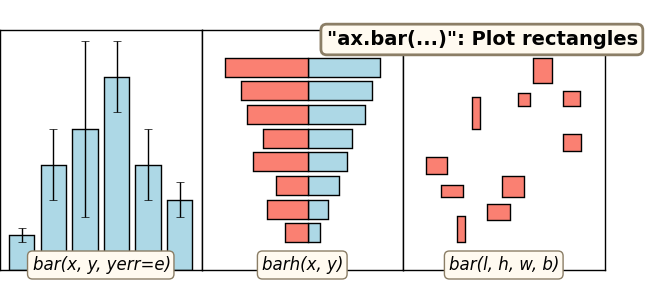 "ax.bar(...)": Plot rectangles
bar(x, y, yerr=e)
barh(x, y)
bar(l, h, w, b)